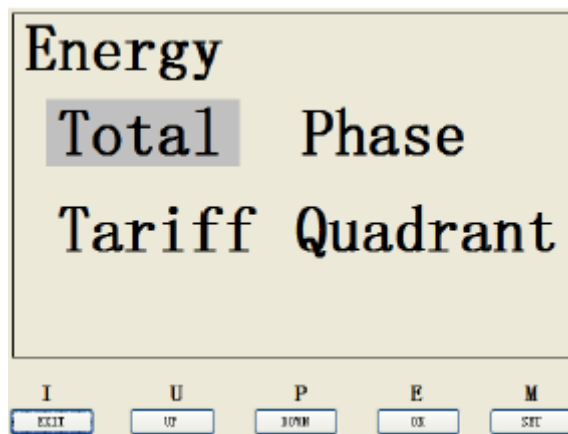 Energy
Total Phase
Tariff Quadrant
I U P E M
EXIT UP DOWN OK SET